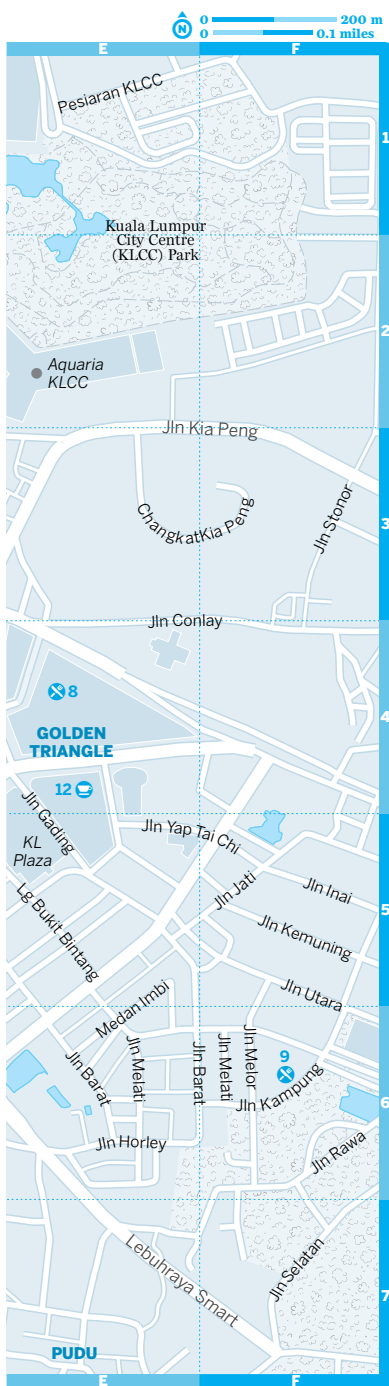 N
0 200 m
0 0.1 miles
E F
1
Pesiaran KLCC
Kuala Lumpur
City Centre
(KLCC) Park
2
Aquaria
KLCC
Jln Kia Peng
3
ChangkatKia Peng
Jln Stonor
Jln Conlay
4
8
GOLDEN
TRIANGLE
12
Jln Gading
Jln Yap Tai Chi
KL
Plaza
5
Jln Jati
Jln Inai
Lg Bukit Bintang
Jln Kemuning
Jln Utara
Medan Imbi
Jln Barat
Jln Melati
Jln Barat
Jln Melati
Jln Melor
9
6
Jln Kampung
Jln Horley
Jln Rawa
Lebuhraya Smart
Jln Selatan
7
PUDU
E F